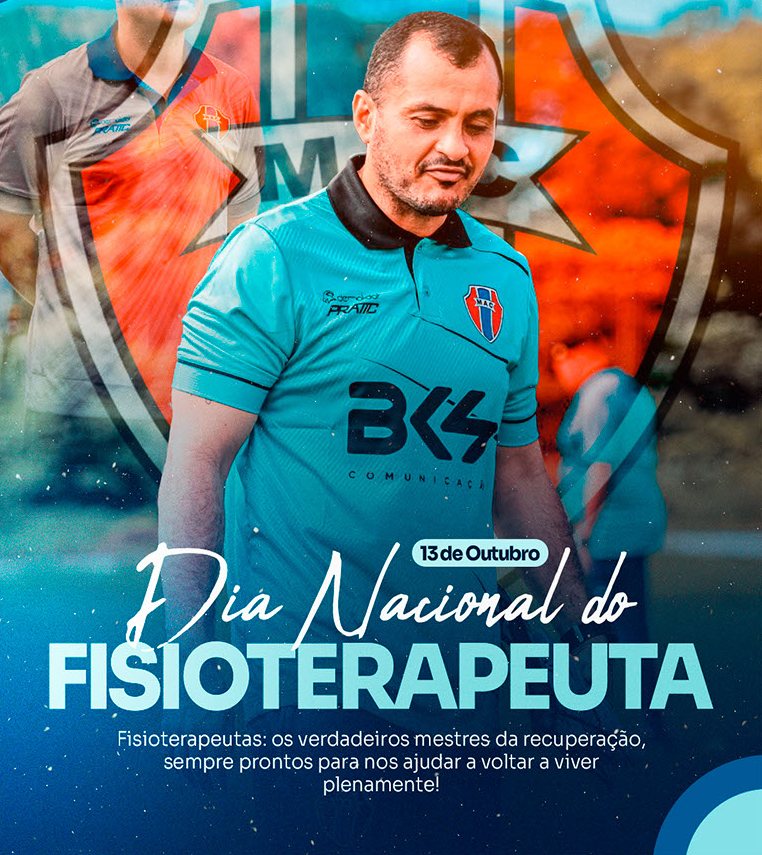 PRATIC
MAC
PRATIC
MAC
BKS
COMUNICAÇÃO
13 de Outubro
Dia Nacional do
FISIOTERAPEUTA
Fisioterapeutas: os verdadeiros mestres da recuperação,
sempre prontos para nos ajudar a voltar a viver
plenamente!